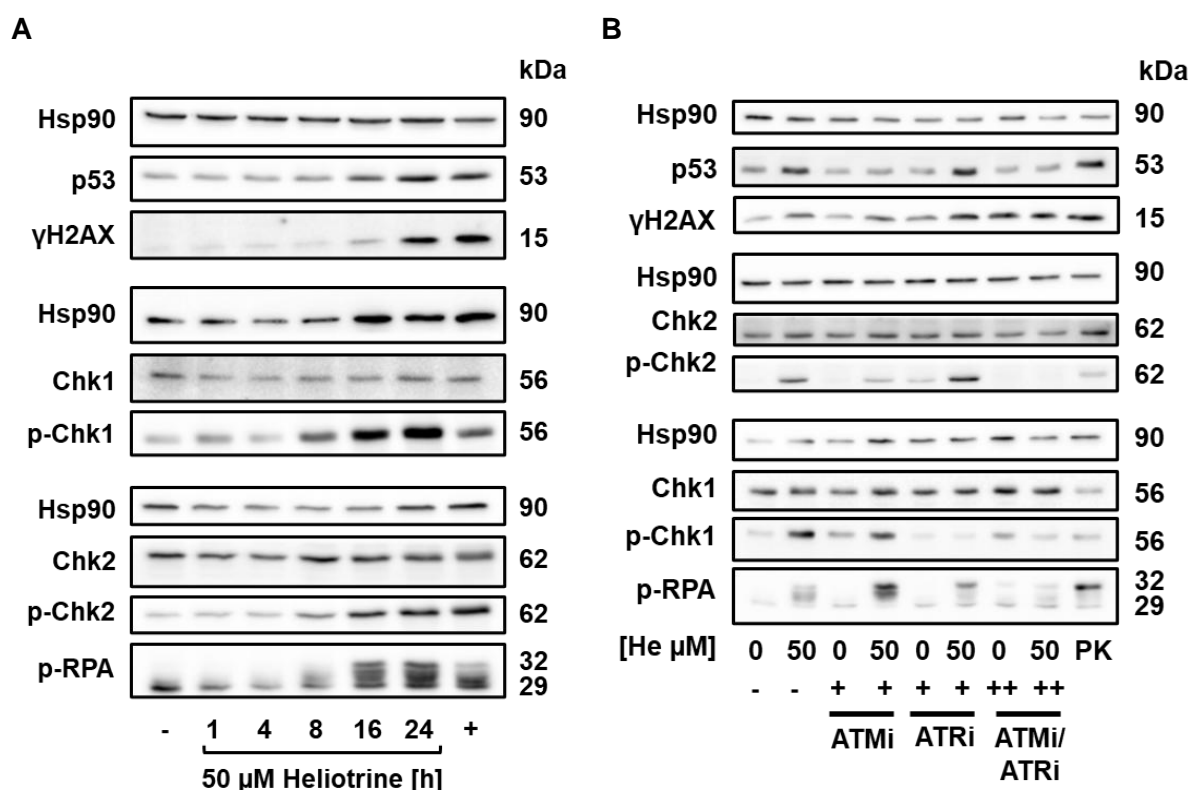 A
kDa
Hsp90 90
p53 53
γH2AX 15
Hsp90 90
Chk1 56
p-Chk1 56
Hsp90 90
Chk2 62
p-Chk2 62
p-RPA 32
29
- 1 4 8 16 24 +
50 µM Heliotrine [h]
B
kDa
Hsp90 90
p53 53
γH2AX 15
Hsp90 90
Chk2 62
p-Chk2 62
Hsp90 90
Chk1 56
p-Chk1 56
p-RPA 32
29
[He µM] 0 50 0 50 0 50 0 50 PK
- - + + + + ++ ++
ATMi ATRi ATMi/
ATRi